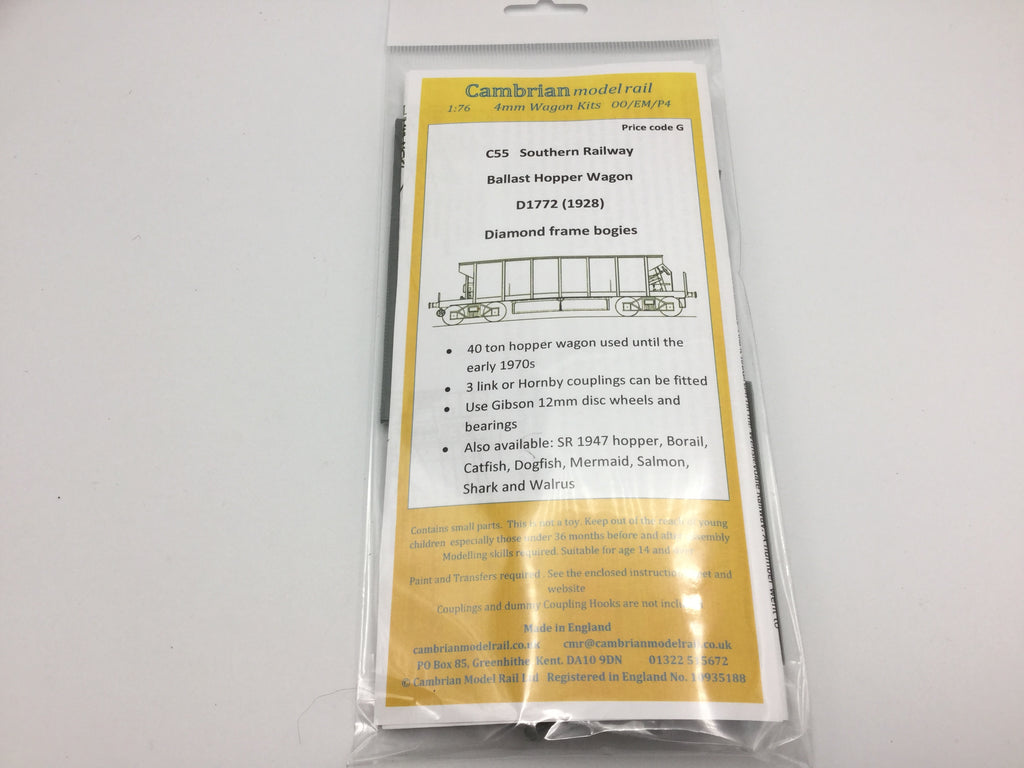 Cambrian model rail
1:76 4mm Wagon Kits OO/EM/P4
Price code G
C55 Southern Railway
Ballast Hopper Wagon
D1772 (1928)
Diamond frame bogies
• 40 ton hopper wagon used until the
early 1970s
• 3 link or Hornby couplings can be fitted
• Use Gibson 12mm disc wheels and
bearings
• Also available: SR 1947 hopper, Borail,
Catfish, Dogfish, Mermaid, Salmon,
Shark and Walrus
Contains small parts. This is not a toy. Keep out of the reach of young
children especially those under 36 months before and after assembly
Modelling skills required. Suitable for age 14 and
Paint and Transfers required. See the enclosed instruction sheet and
website
Couplings and dummy Coupling Hooks are not included
Made in England
cambrianmodelrail.co.uk cmr@cambrianmodelrail.co.uk
PO Box 85, Greenhithe, Kent. DA10 9DN 01322
© Cambrian Model Rail Ltd Registered in England No. 10935188